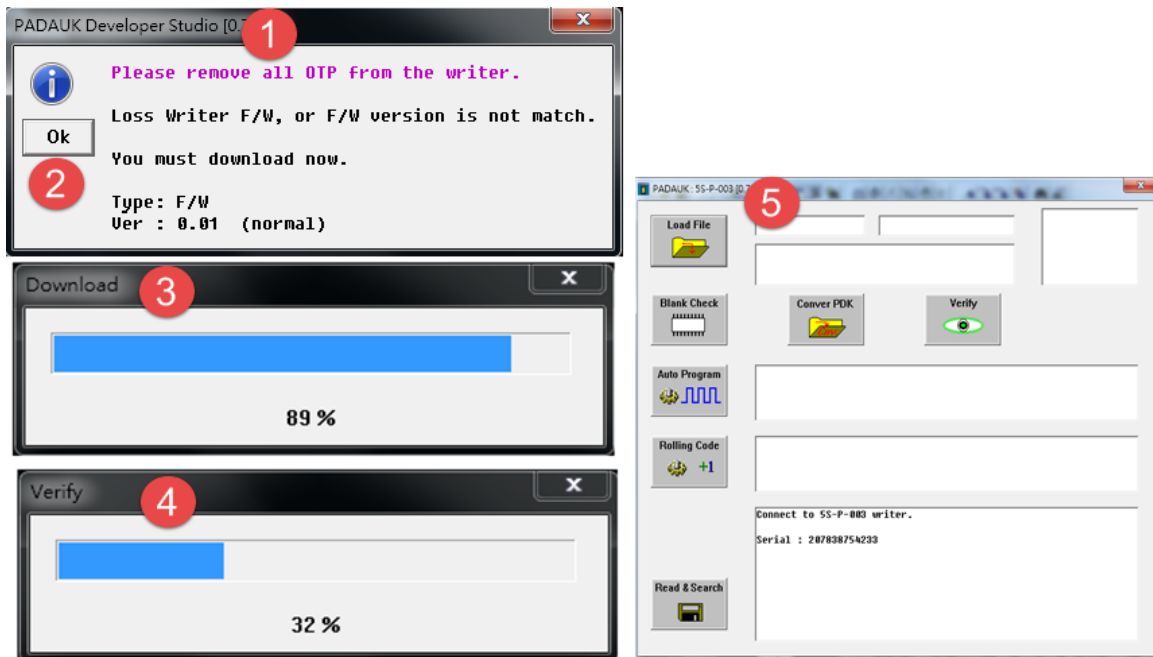 PADAUK Developer Studio [0.
1
Please remove all OTP from the writer.
Loss Writer F/W, or F/W version is not match.
Ok
You must download now.
2
Type: F/W
Ver : 0.01 (normal)
Download
3
89 %
Verify
4
32 %
PADAUK : 5S-P-003 [0.7
5
Load File
Blank Check
Conver PDK
Verify
Auto Program
Rolling Code
+1
Connect to 5S-P-003 writer.
Serial : 207838754233
Read & Search